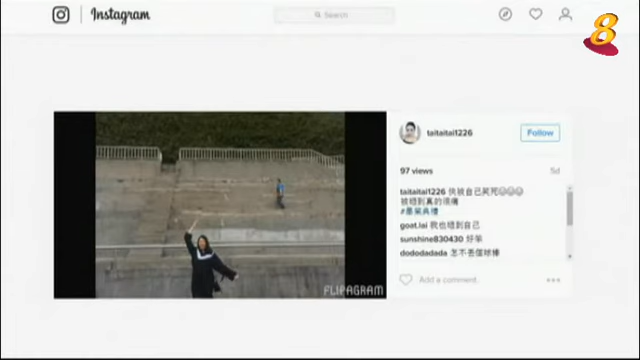 Instagram
Search
8
taitaitai1226
Follow
97 views
5d
taitaitai1226 快被自己笑死
被砸到真的很痛
#畢業典禮
goat.lai 我也砸到自己
sunshine830430 好笨
dododadada 怎不丟個球棒
Add a comment.
FLIPAGRAM